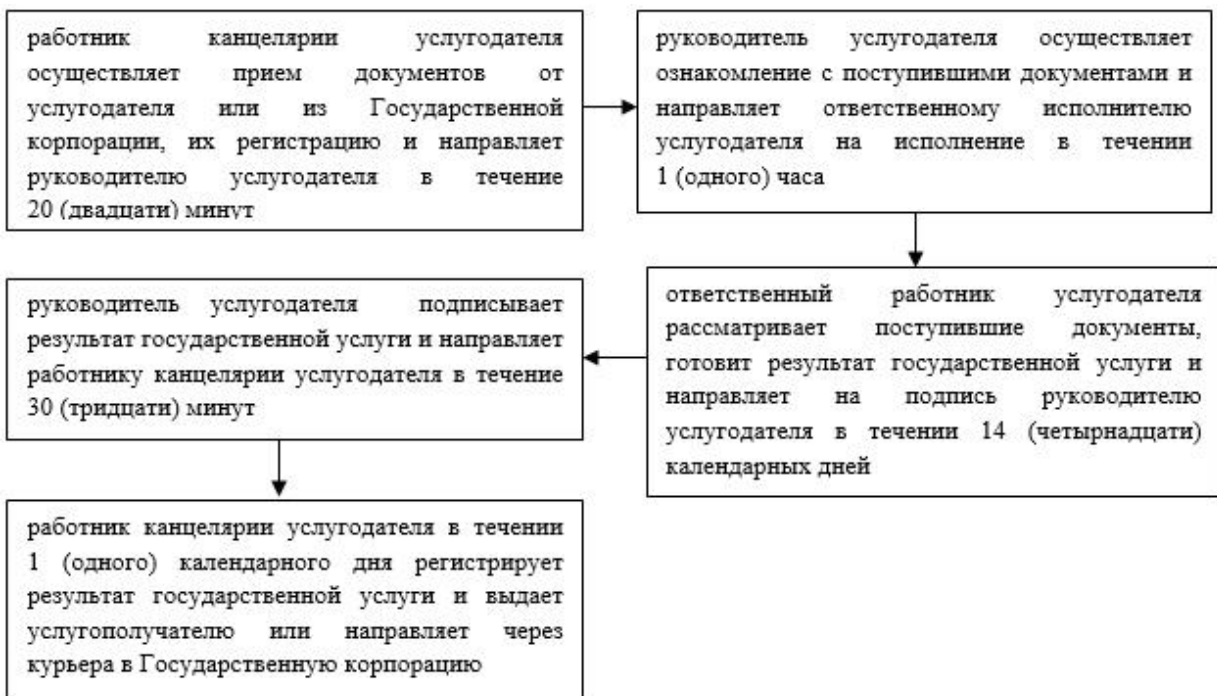 работник канцелярии услугодателя
осуществляет прием документов от
услугодателя или из Государственной
корпорации, их регистрацию и направляет
руководителю услугодателя в течение
20 (двадцати) минут
руководитель услугодателя осуществляет
ознакомление с поступившими документами и
направляет ответственному исполнителю
услугодателя на исполнение в течении
1 (одного) часа
ответственный работник услугодателя
рассматривает поступившие документы,
готовит результат государственной услуги и
направляет на подпись руководителю
услугодателя в течении 14 (четырнадцати)
календарных дней
руководитель услугодателя подписывает
результат государственной услуги и направляет
работнику канцелярии услугодателя в течение
30 (тридцати) минут
работник канцелярии услугодателя в течении
1 (одного) календарного дня регистрирует
результат государственной услуги и выдает
услугополучателю или направляет через
курьера в Государственную корпорацию